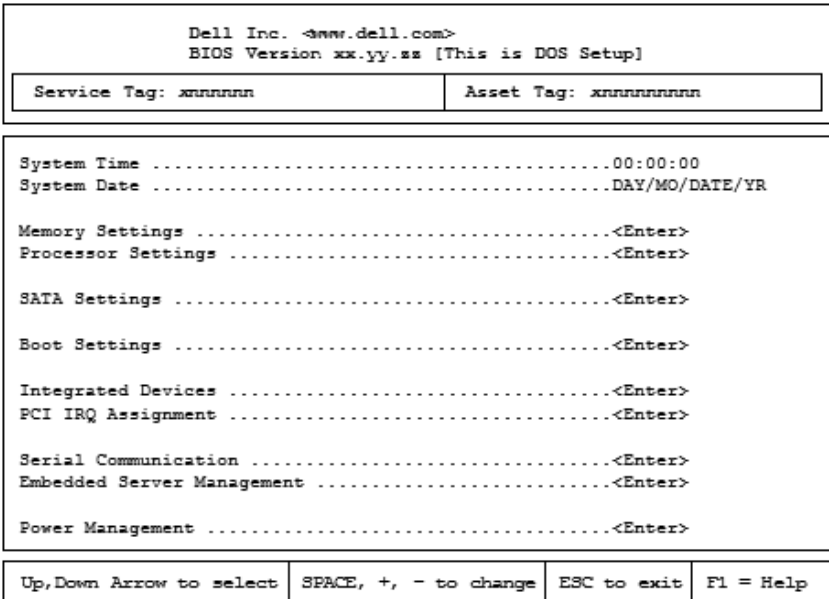 Dell Inc. <www.dell.com>
BIOS Version xx.yy.zz [This is DOS Setup]
Service Tag: xnnnnnn
Asset Tag: xnnnnnnnnnn
System Time ..........................................00:00:00
System Date ..........................................DAY/MO/DATE/YR
Memory Settings ......................................<Enter>
Processor Settings ...................................<Enter>
SATA Settings ........................................<Enter>
Boot Settings ........................................<Enter>
Integrated Devices ...................................<Enter>
PCI IRQ Assignment ...................................<Enter>
Serial Communication .................................<Enter>
Embedded Server Management ...........................<Enter>
Power Management .....................................<Enter>
Up,Down Arrow to select
SPACE, +, - to change
ESC to exit
F1 = Help